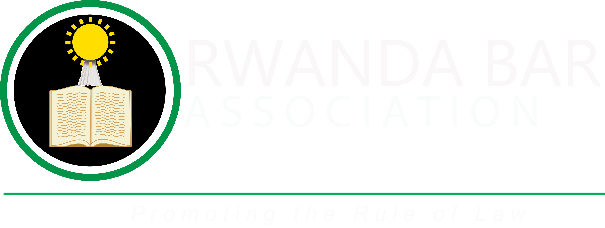 RWANDA BAR
ASSOCIATION
Promoting the Rule of Law